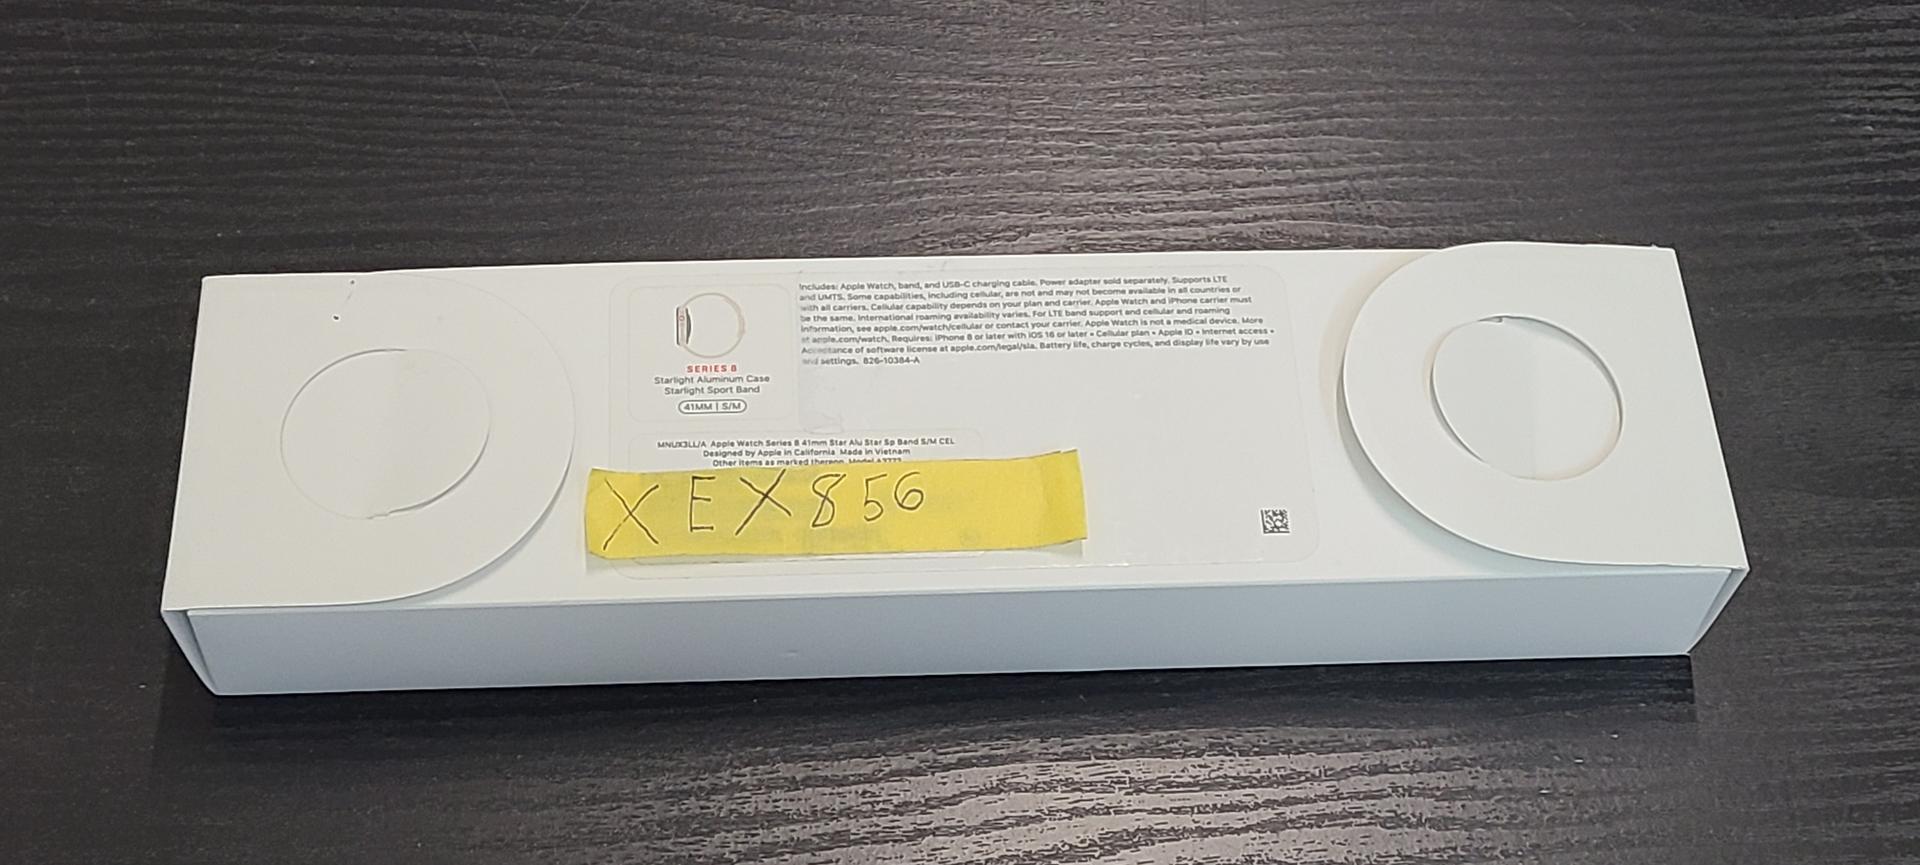 Includes: Apple Watch, band, and USB-C charging cable. Power adapter sold separately. Supports LTE
and UMTS. Some capabilities, including cellular, are not and may not become available in all countries or
with all carriers. Cellular capability depends on your plan and carrier. Apple Watch and iPhone carrier must
be the same. International roaming availability varies. For LTE band support and cellular and roaming
information, see apple.com/watch/cellular or contact your carrier. Apple Watch is not a medical device. More
at apple.com/watch. Requires: iPhone 8 or later with iOS 16 or later • Cellular plan • Apple ID • Internet access •
Acceptance of software license at apple.com/legal/sla. Battery life, charge cycles, and display life vary by use
and settings. 826-10384-A
SERIES 8
Starlight Aluminum Case
Starlight Sport Band
41MM | S/M
MNUX3LL/A Apple Watch Series 8 41mm Star Alu Star Sp Band S/M CEL
Designed by Apple in California Made in Vietnam
Other items as marked thereon Model
XEX856